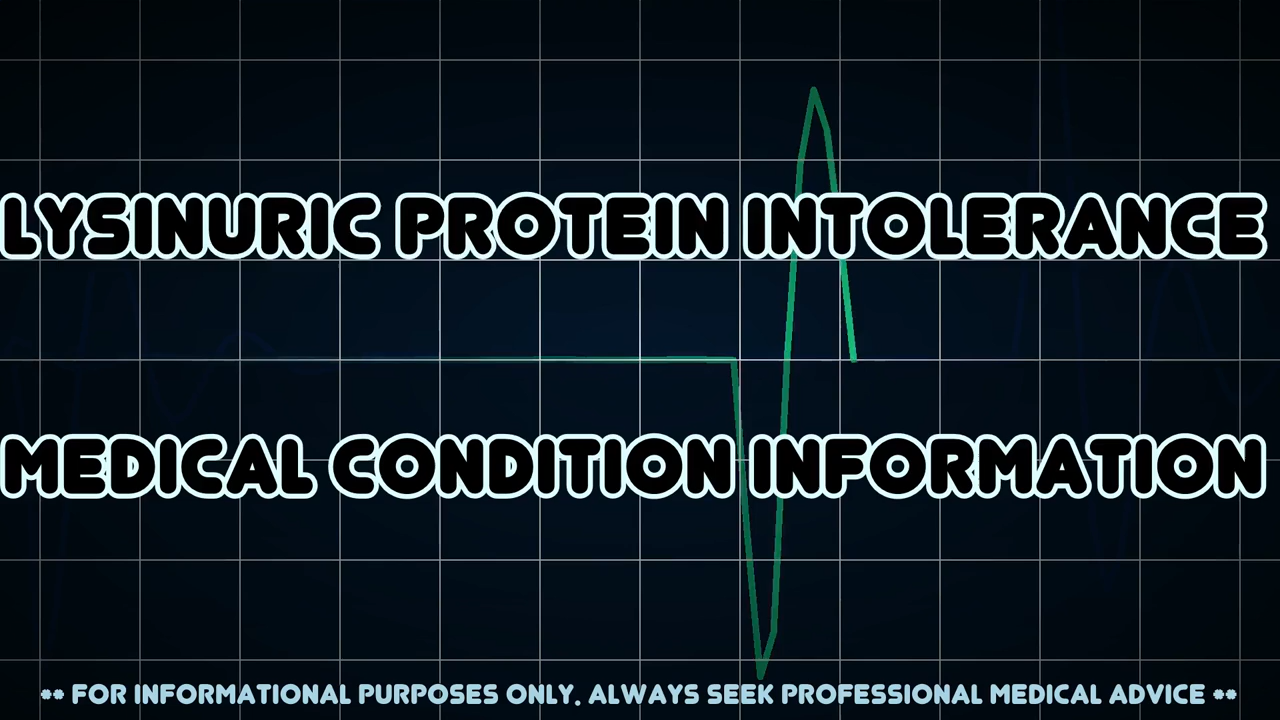 LYSINURIC PROTEIN INTOLERANCE
MEDICAL CONDITION INFORMATION
** FOR INFORMATIONAL PURPOSES ONLY. ALWAYS SEEK PROFESSIONAL MEDICAL ADVICE **